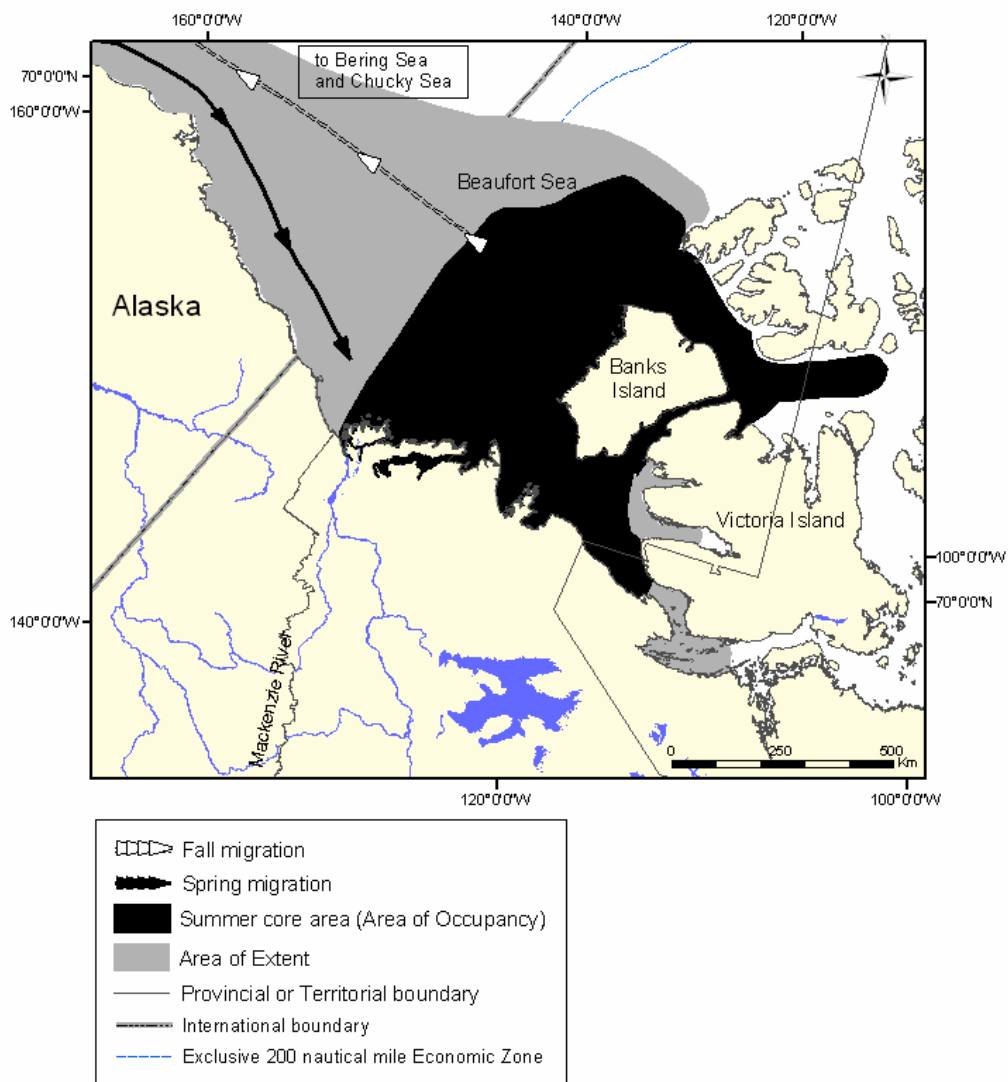 160°0'0"W
140°0'0"W
120°0'0"W
70°0'0"N
160°0'0"W
to Bering Sea
and Chucky Sea
Beaufort Sea
Alaska
Banks
Island
Victoria Island
100°0'0"W
70°0'0"N
140°0'0"W
Mackenzie River
0 250 500
Km
120°0'0"W
100°0'0"W
Fall migration
Spring migration
Summer core area (Area of Occupancy)
Area of Extent
Provincial or Territorial boundary
International boundary
Exclusive 200 nautical mile Economic Zone